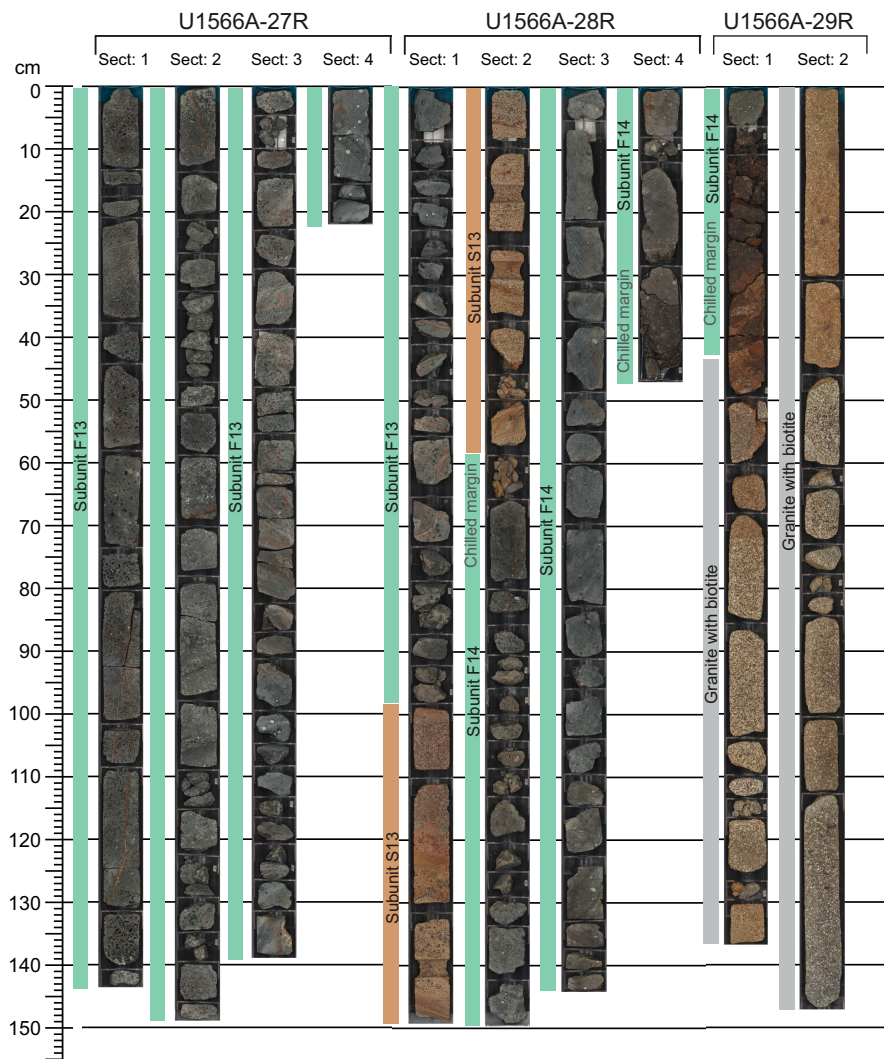 U1566A-27R
U1566A-28R
U1566A-29R
cm
Sect: 1
Sect: 2
Sect: 3
Sect: 4
Sect: 1
Sect: 2
Sect: 3
Sect: 4
Sect: 1
Sect: 2
0
10
20
30
40
50
60
70
80
90
100
110
120
130
140
150
Subunit F13
Subunit F13
Subunit F13
Subunit S13
Subunit S13
Chilled margin
Subunit F14
Subunit F14
Subunit F14
Chilled margin
Subunit F14
Chilled margin
Granite with biotite
Granite with biotite